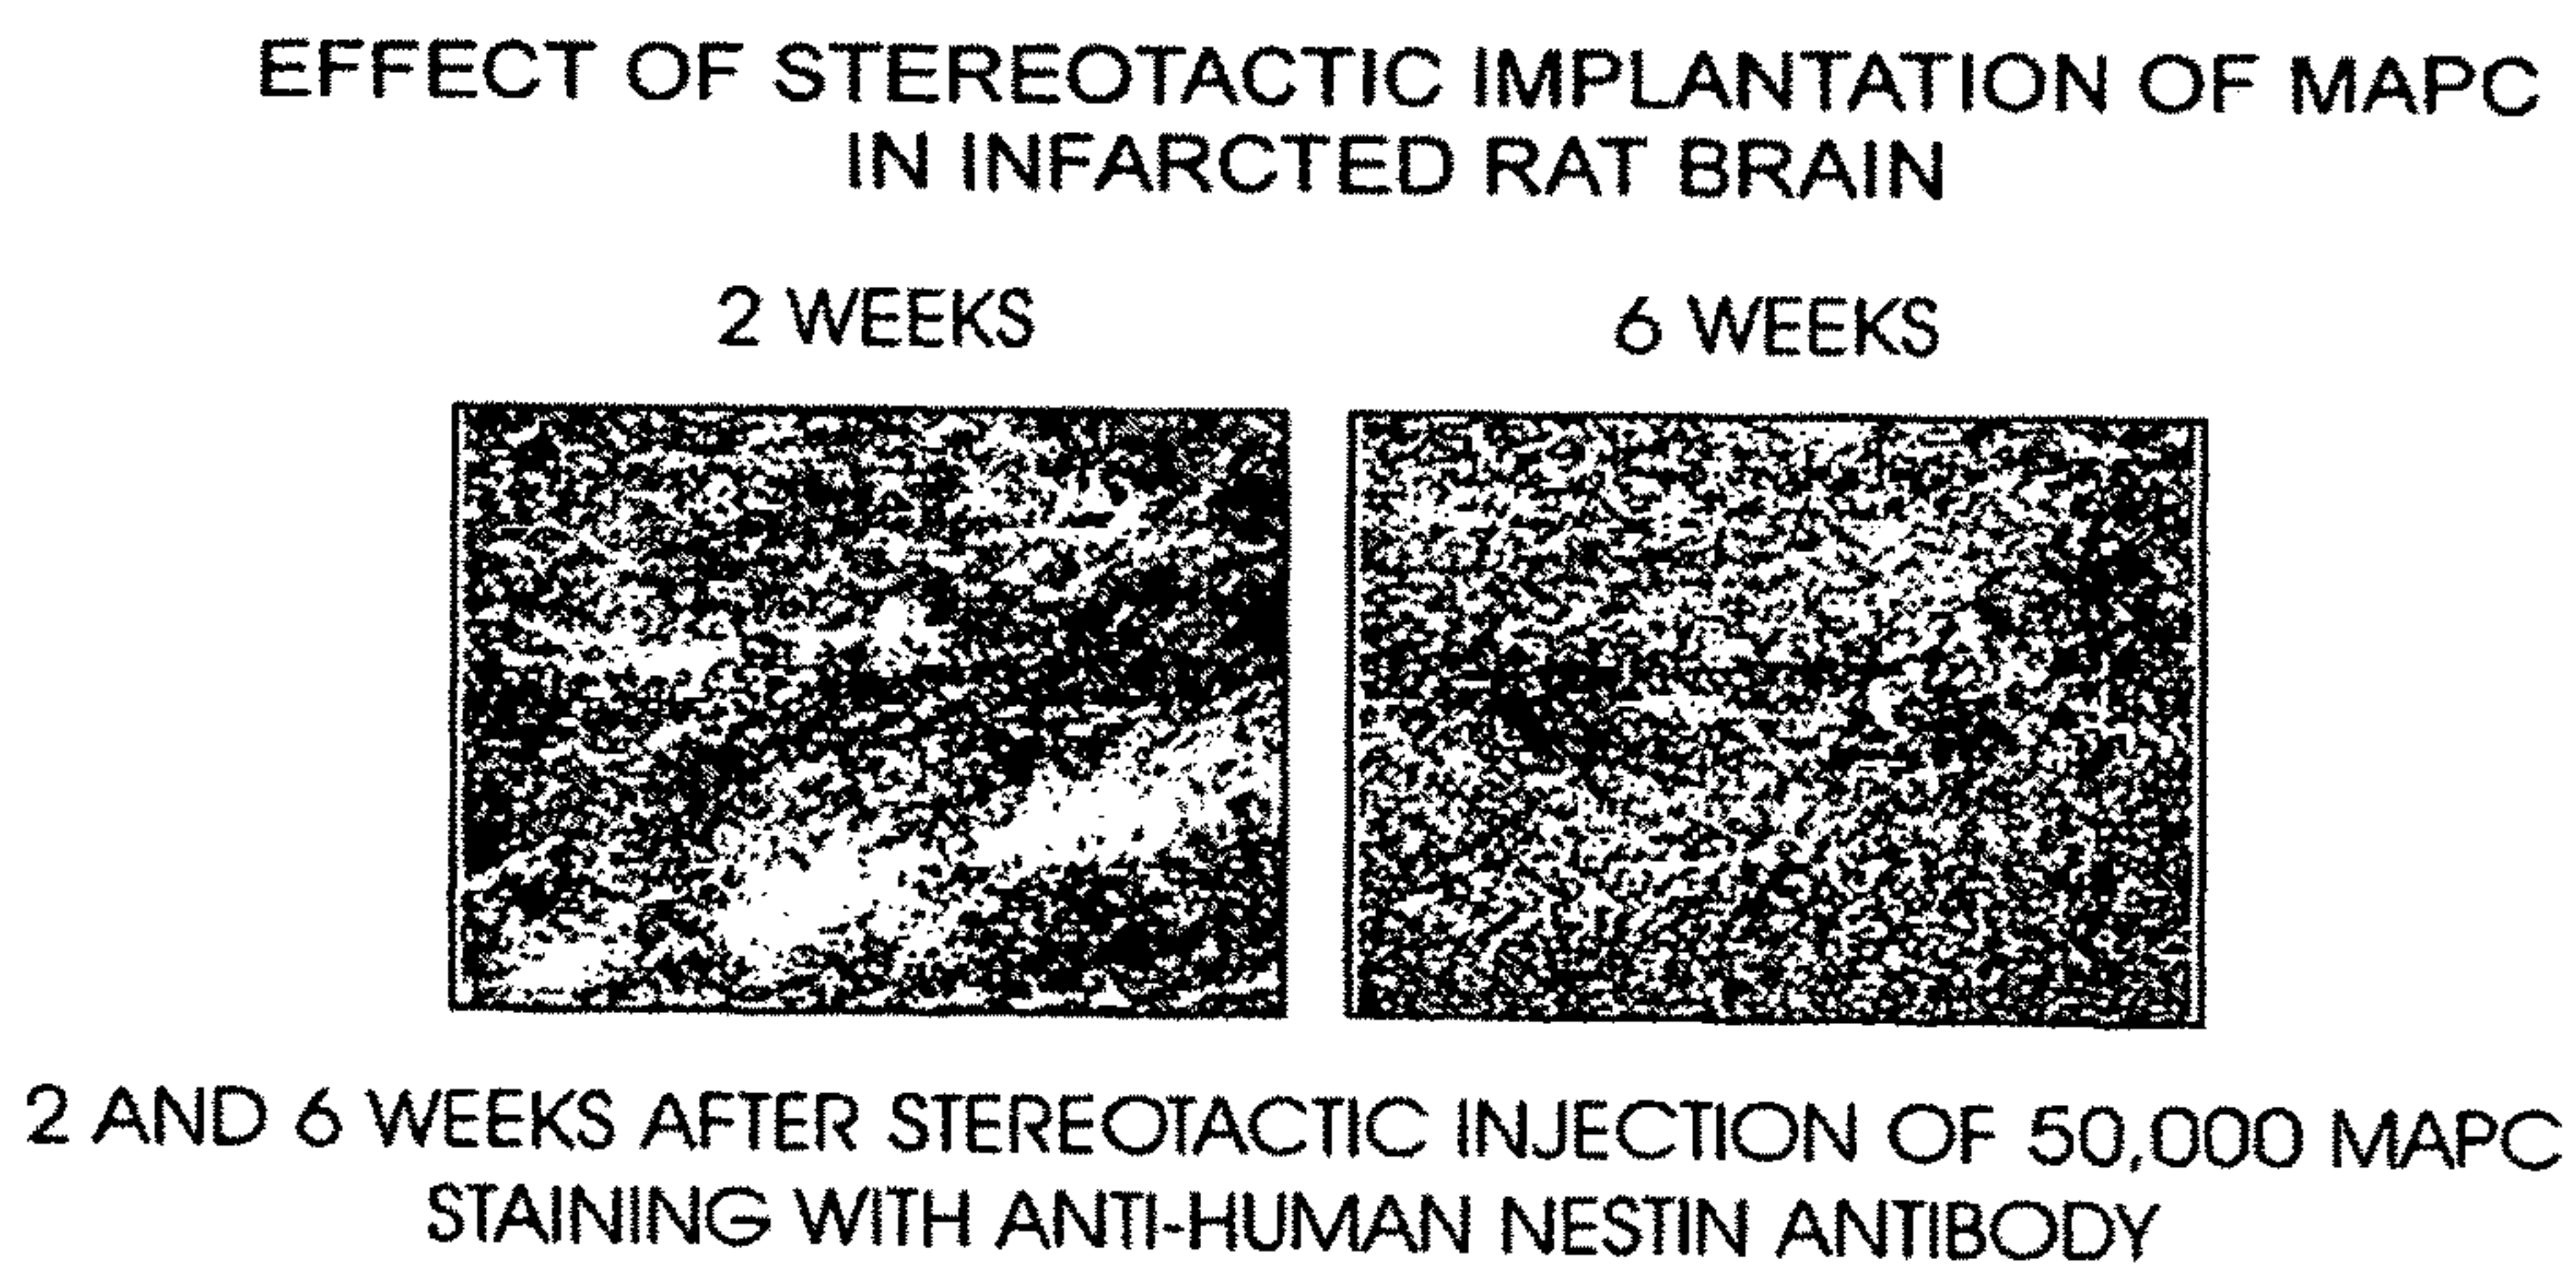 EFFECT OF STEREOTACTIC IMPLANTATION OF MAPC
IN INFARCTED RAT BRAIN
2 WEEKS
6 WEEKS
2 AND 6 WEEKS AFTER STEREOTACTIC INJECTION OF 50,000 MAPC
STAINING WITH ANTI-HUMAN NESTIN ANTIBODY